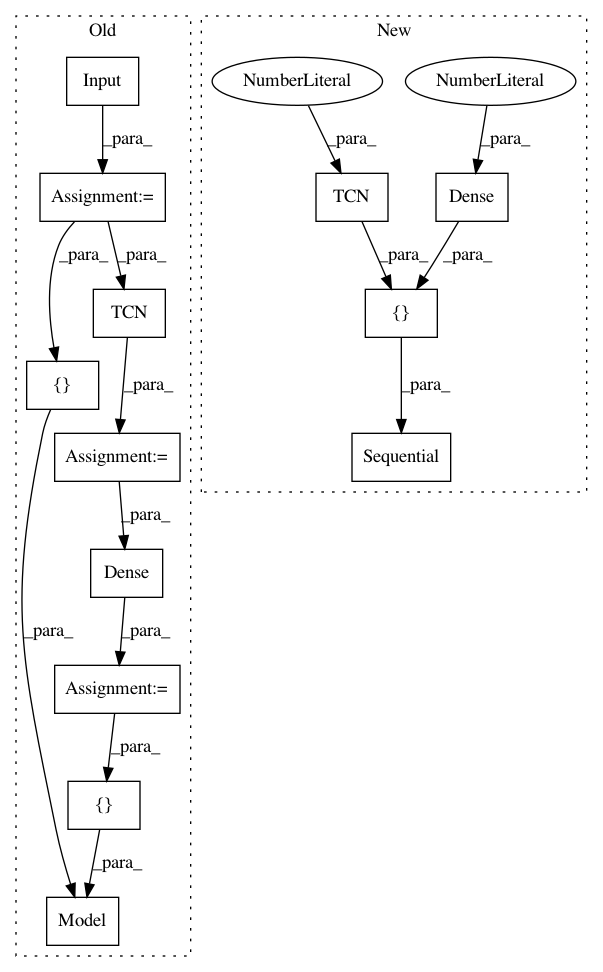 Old
New
Input
NumberLiteral
NumberLiteral
_para_
_para_
_para_
Assignment:=
TCN
Dense
_para_
_para_
_para_
_para_
TCN
{}
{}
_para_
_para_
Assignment:=
Sequential
_para_
Dense
_para_
_para_
Assignment:=
_para_
{}
_para_
Model